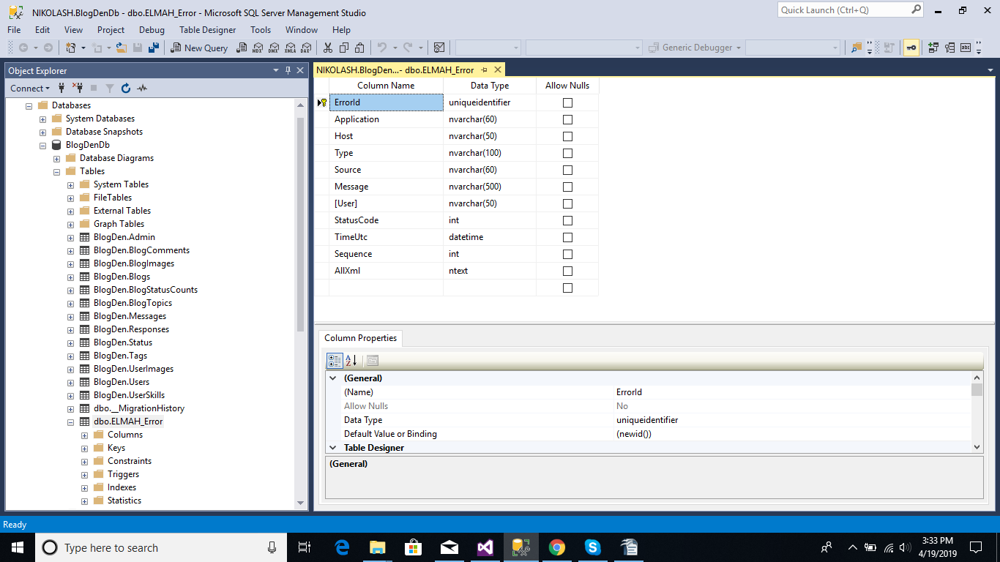 NIKOLASH.BlogDenDb - dbo.ELMAH_Error - Microsoft SQL Server Management Studio
Quick Launch (Ctrl+Q)
File Edit View Project Debug Table Designer Tools Window Help
New Query MDX DMX XMLA DAX Generic Debugger abc
Object Explorer
NIKOLASH.BlogDen...- dbo.ELMAH_Error
Connect
Databases
System Databases
Database Snapshots
BlogDenDb
Database Diagrams
Tables
System Tables
FileTables
External Tables
Graph Tables
BlogDen.Admin
BlogDen.BlogComments
BlogDen.BlogImages
BlogDen.Blogs
BlogDen.BlogStatusCounts
BlogDen.BlogTopics
BlogDen.Messages
BlogDen.Responses
BlogDen.Status
BlogDen.Tags
BlogDen.UserImages
BlogDen.Users
BlogDen.UserSkills
dbo.__MigrationHistory
dbo.ELMAH_Error
Columns
Keys
Constraints
Triggers
Indexes
Statistics
Column Name Data Type Allow Nulls
ErrorId uniqueidentifier
Application nvarchar(60)
Host nvarchar(50)
Type nvarchar(100)
Source nvarchar(60)
Message nvarchar(500)
[User] nvarchar(50)
StatusCode int
TimeUtc datetime
Sequence int
AllXml ntext
Column Properties
A Z
(General)
(Name) ErrorId
Allow Nulls No
Data Type uniqueidentifier
Default Value or Binding (newid())
Table Designer
(General)
Ready
Type here to search
3:33 PM
4/19/2019